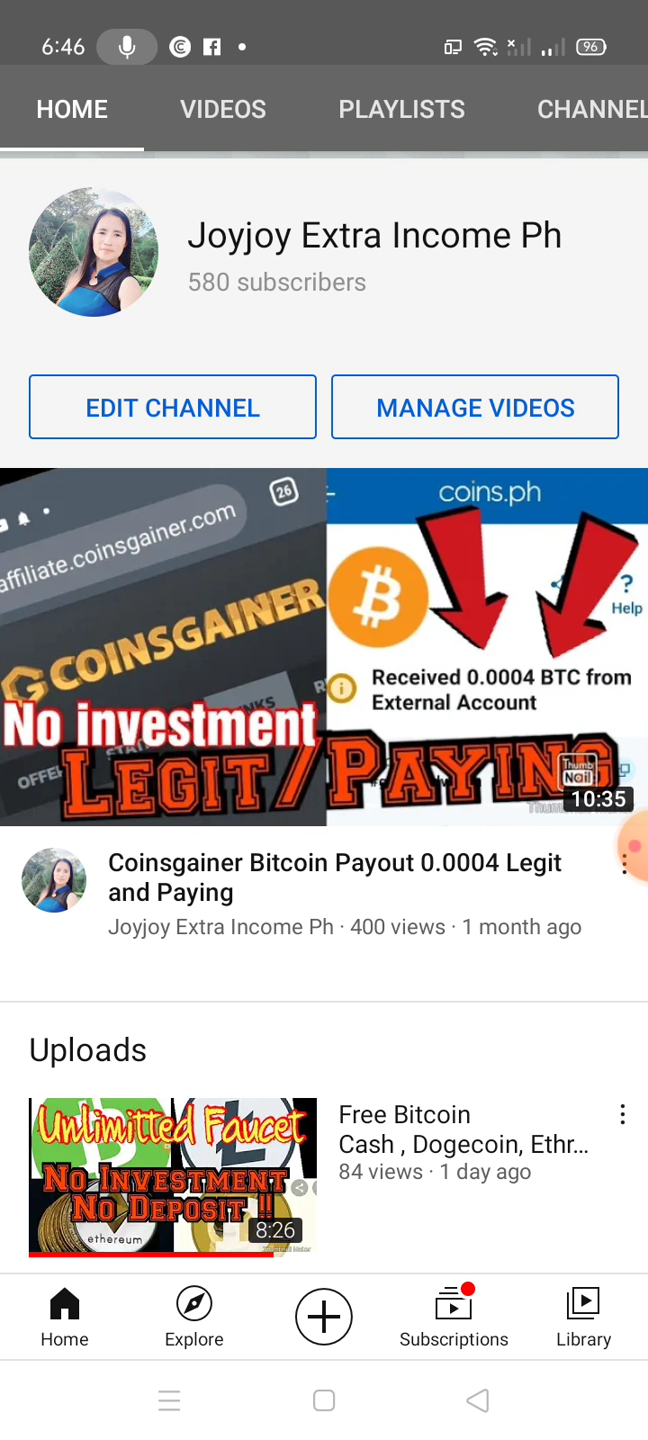 6:46
96
HOME
VIDEOS
PLAYLISTS
CHANNEL
Joyjoy Extra Income Ph
580 subscribers
EDIT CHANNEL
MANAGE VIDEOS
26
affiliate.coinsgainer.com
COINSGAINER
No investment
OFFE
LEGIT/PAYING
coins.ph
?
Help
Received 0.0004 BTC from
External Account
Thumb
Nail
10:35
Coinsgainer Bitcoin Payout 0.0004 Legit
and Paying
Joyjoy Extra Income Ph · 400 views · 1 month ago
Uploads
Unlimitted Faucet
No Investment
No Deposit !!
ethereum
8:26
Free Bitcoin
Cash , Dogecoin, Ethr...
84 views · 1 day ago
Home
Explore
Subscriptions
Library